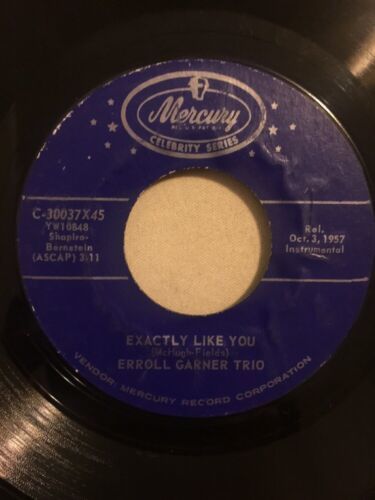 Mercury
CELEBRITY SERIES
C-30037X45
YW10848
Shapiro-
Bernstein
(ASCAP) 3:11
Rel.
Oct. 3, 1957
Instrumental
EXACTLY LIKE YOU
(McHugh-Fields)
ERROLL GARNER TRIO
VENDOR: MERCURY RECORD CORPORATION